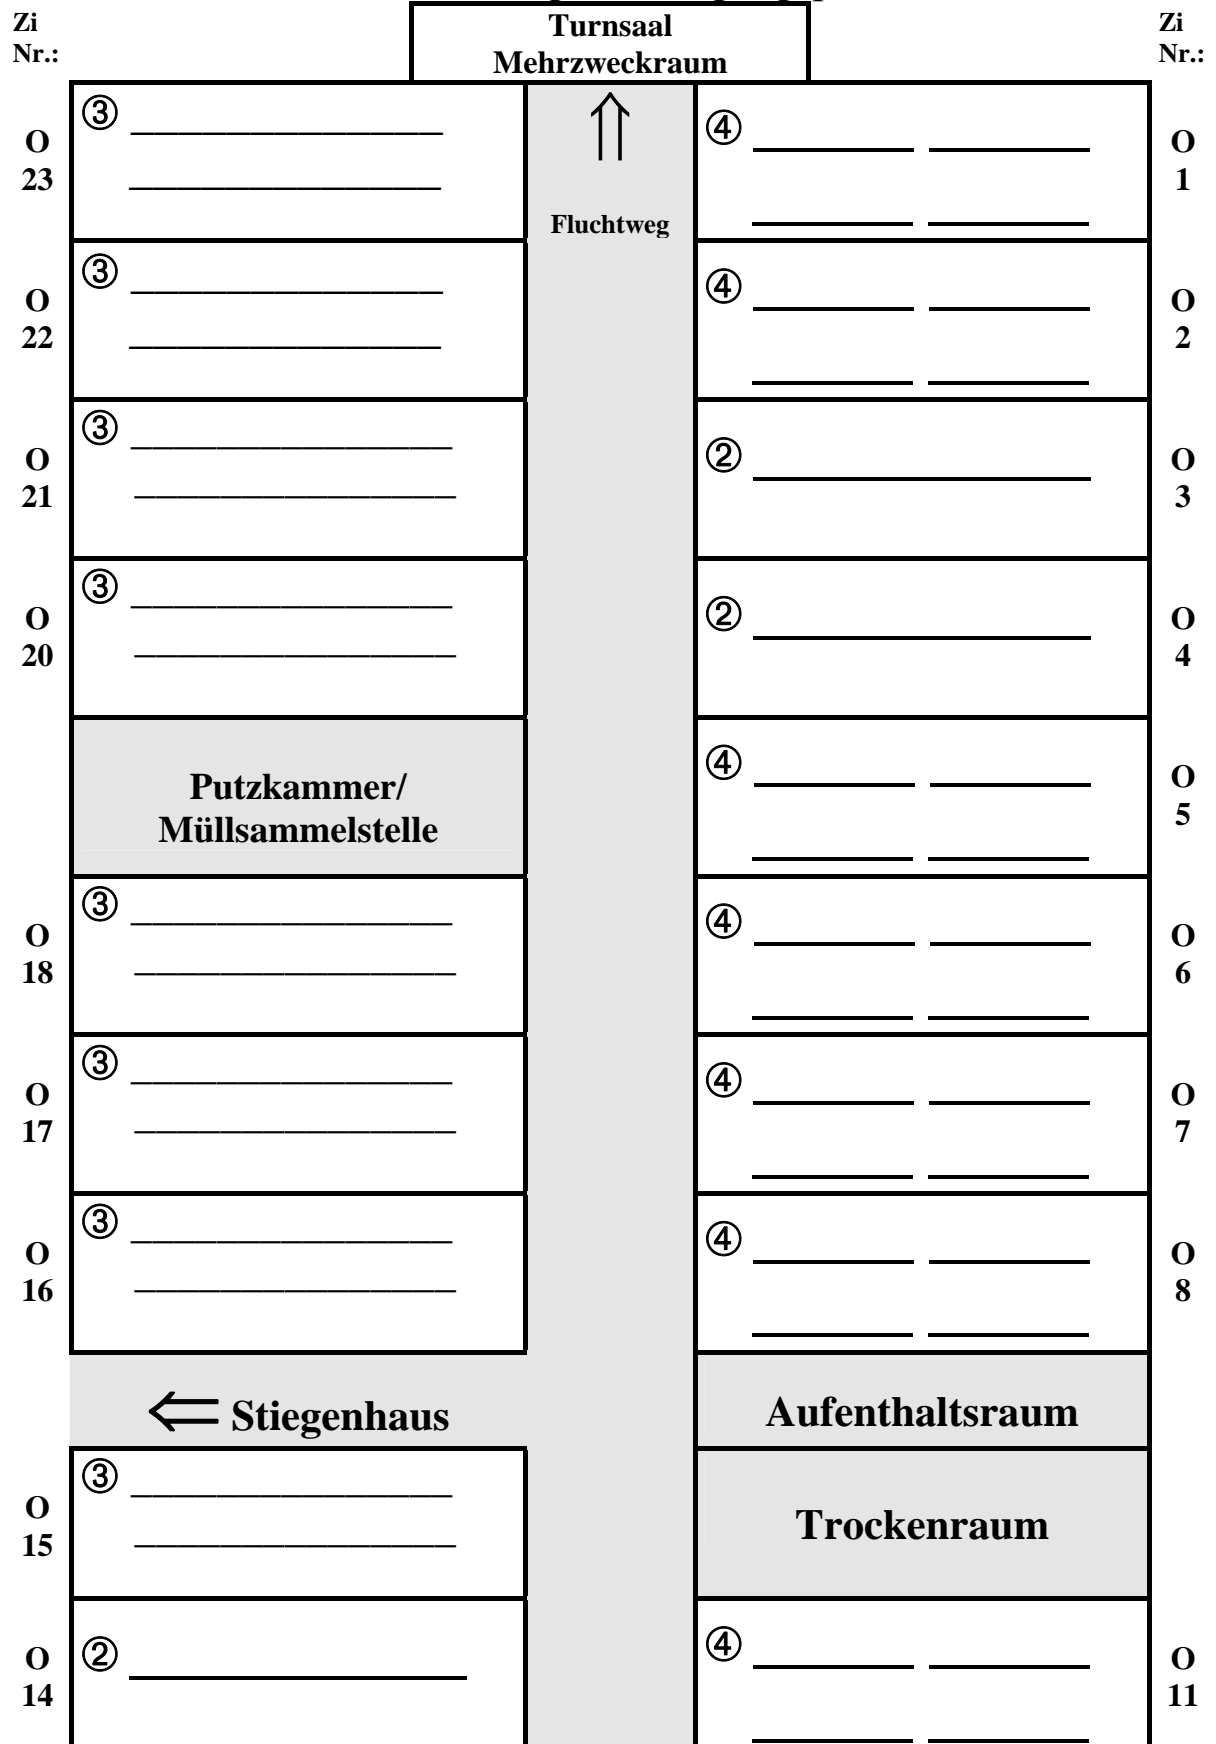 Zi
Nr.:
Turnsaal
Mehrzweckraum
Zi
Nr.:
O
23
③
Fluchtweg
④
O
1
O
22
③
④
O
2
O
21
③
②
O
3
O
20
③
②
O
4
Putzkammer/
Müllsammelstelle
④
O
5
O
18
③
④
O
6
O
17
③
④
O
7
O
16
③
④
O
8
⇐ Stiegenhaus
Aufenthaltsraum
O
15
③
Trockenraum
O
14
②
④
O
11